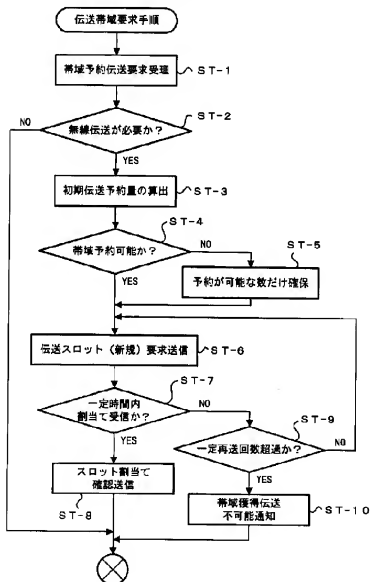 伝送帯域要求手順
帯域予約伝送要求受理
ST-1
ST-2
NO
無線伝送が必要か?
YES
初期伝送予約量の算出
ST-3
ST-4
帯域予約可能か?
NO
ST-5
YES
予約が可能な数だけ確保
伝送スロット(新規)要求送信
ST-6
ST-7
一定時間内
割当て受信か?
NO
ST-9
YES
一定再送回数超過か?
NO
スロット割当て
確認送信
YES
ST-8
帯域獲得伝送
不可能通知
ST-10